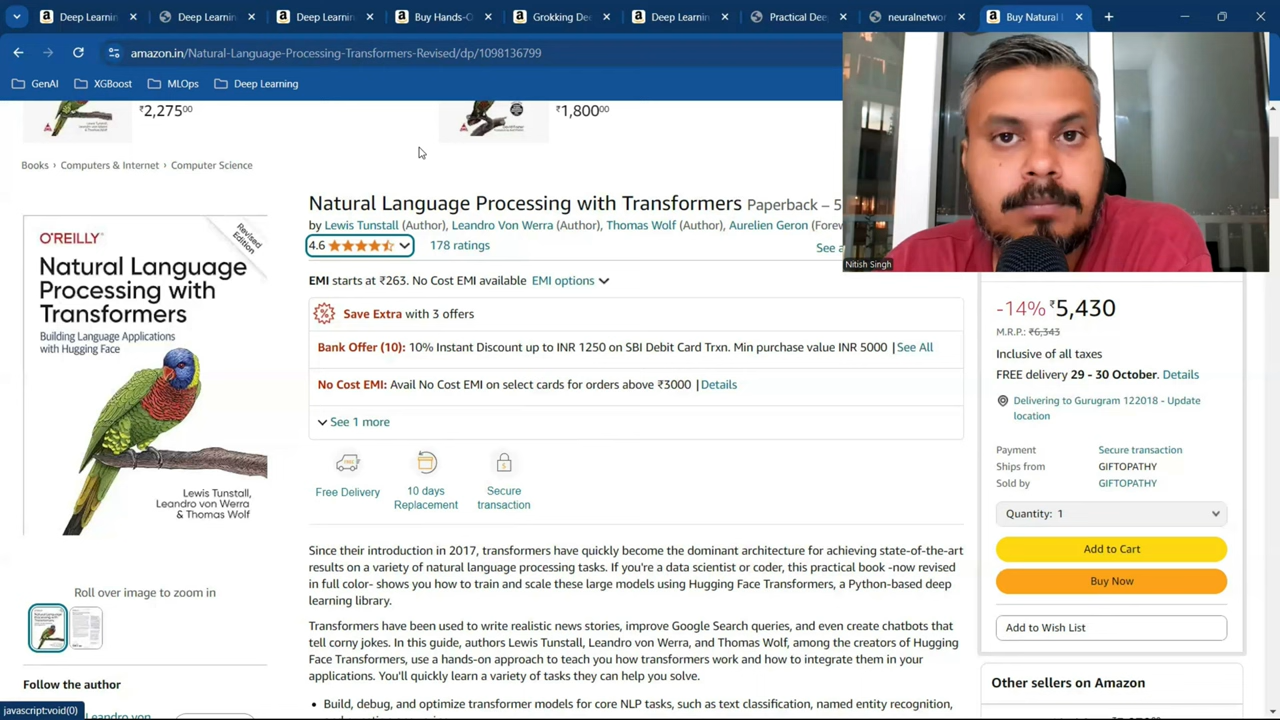 Deep Learnin
Deep Learnin
Deep Learnin
Buy Hands-O
Grokking Dee
Deep Learnin
Practical Dee
neuralnetwor
Buy Natural L
amazon.in/Natural-Language-Processing-Transformers-Revised/dp/1098136799
GenAI
XGBoost
MLOps
Deep Learning
₹2,275⁰⁰
₹1,800⁰⁰
Books › Computers & Internet › Computer Science
O'REILLY
Revised Edition
Natural Language
Processing with
Transformers
Building Language Applications
with Hugging Face
Lewis Tunstall,
Leandro von Werra
& Thomas Wolf
Roll over image to zoom in
Follow the author
Leandro von
javascript:void(0)
Natural Language Processing with Transformers Paperback – 5
by Lewis Tunstall (Author), Leandro Von Werra (Author), Thomas Wolf (Author), Aurelien Geron (Forew
4.6
178 ratings
See a
EMI starts at ₹263. No Cost EMI available EMI options
Save Extra with 3 offers
Bank Offer (10): 10% Instant Discount up to INR 1250 on SBI Debit Card Trxn. Min purchase value INR 5000 | See All
No Cost EMI: Avail No Cost EMI on select cards for orders above ₹3000 | Details
See 1 more
Free Delivery
10 days
Replacement
Secure
transaction
Since their introduction in 2017, transformers have quickly become the dominant architecture for achieving state-of-the-art
results on a variety of natural language processing tasks. If you're a data scientist or coder, this practical book -now revised
in full color- shows you how to train and scale these large models using Hugging Face Transformers, a Python-based deep
learning library.
Transformers have been used to write realistic news stories, improve Google Search queries, and even create chatbots that
tell corny jokes. In this guide, authors Lewis Tunstall, Leandro von Werra, and Thomas Wolf, among the creators of Hugging
Face Transformers, use a hands-on approach to teach you how transformers work and how to integrate them in your
applications. You'll quickly learn a variety of tasks they can help you solve.
• Build, debug, and optimize transformer models for core NLP tasks, such as text classification, named entity recognition,
Nitish Singh
-14% ₹5,430
M.R.P.: ₹6,343
Inclusive of all taxes
FREE delivery 29 - 30 October. Details
Delivering to Gurugram 122018 - Update
location
Payment Secure transaction
Ships from GIFTOPATHY
Sold by GIFTOPATHY
Quantity: 1
Add to Cart
Buy Now
Add to Wish List
Other sellers on Amazon